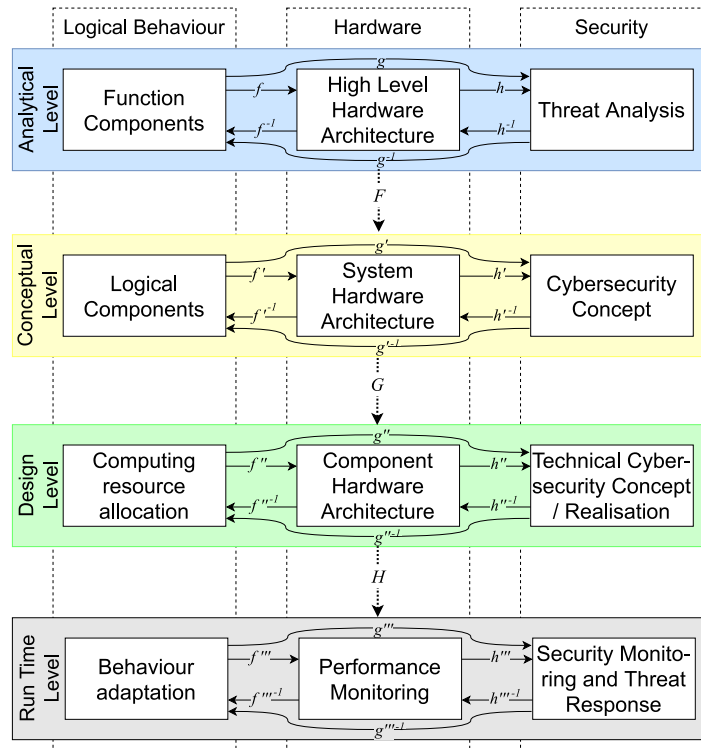 Logical Behaviour
Hardware
Security
Analytical
Level
Function
Components
g
f
f⁻¹
g⁻¹
High Level
Hardware
Architecture
h
h⁻¹
Threat Analysis
F
Conceptual
Level
Logical
Components
g'
f'
f'⁻¹
g'⁻¹
System
Hardware
Architecture
h'
h'⁻¹
Cybersecurity
Concept
G
Design
Level
Computing
resource
allocation
g''
f''
f''⁻¹
g''⁻¹
Component
Hardware
Architecture
h''
h''⁻¹
Technical Cyber-
security Concept
/ Realisation
H
Run Time
Level
Behaviour
adaptation
g'''
f'''
f'''⁻¹
g'''⁻¹
Performance
Monitoring
h'''
h'''⁻¹
Security Monito-
ring and Threat
Response